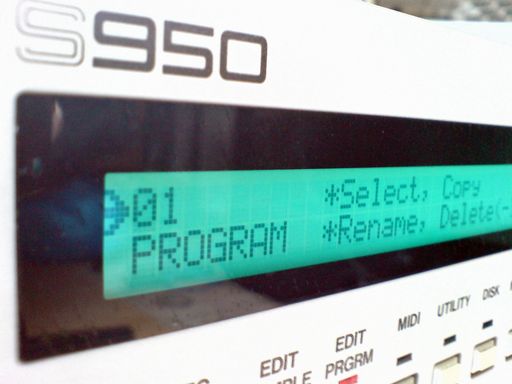 S950
01 *Select, Copy
PROGRAM *Rename, Delete(-
EDIT
EDIT PRGRM MIDI UTILITY DISK